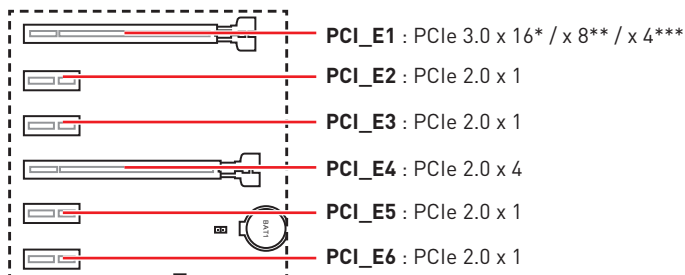 PCI_E1 : PCIe 3.0 x 16* / x 8** / x 4***
PCI_E2 : PCIe 2.0 x 1
PCI_E3 : PCIe 2.0 x 1
PCI_E4 : PCIe 2.0 x 4
PCI_E5 : PCIe 2.0 x 1
BAT1
PCI_E6 : PCIe 2.0 x 1